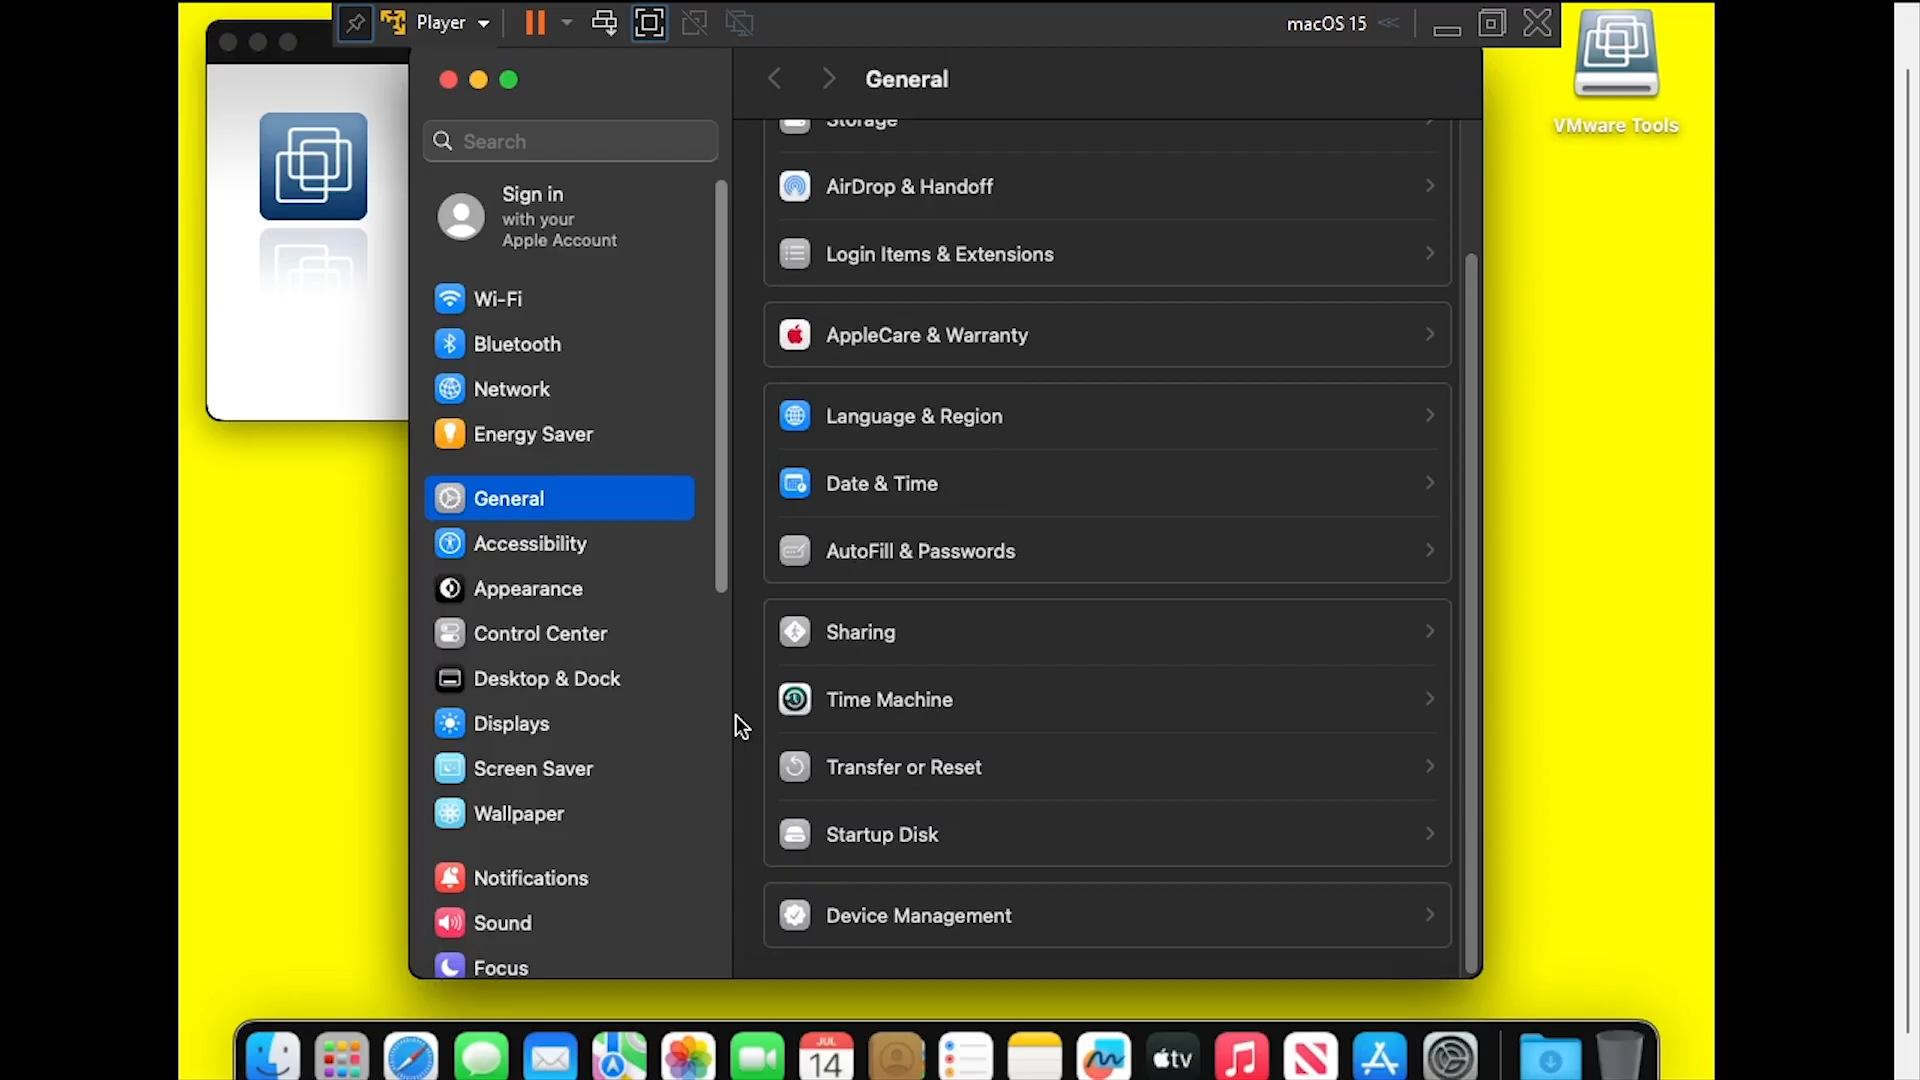 Player
macOS 15
VMware Tools
General
Search
Sign in
with your
Apple Account
Wi-Fi
Bluetooth
Network
Energy Saver
General
Accessibility
Appearance
Control Center
Desktop & Dock
Displays
Screen Saver
Wallpaper
Notifications
Sound
Focus
Storage
AirDrop & Handoff
Login Items & Extensions
AppleCare & Warranty
Language & Region
Date & Time
AutoFill & Passwords
Sharing
Time Machine
Transfer or Reset
Startup Disk
Device Management
JUL
14
tv